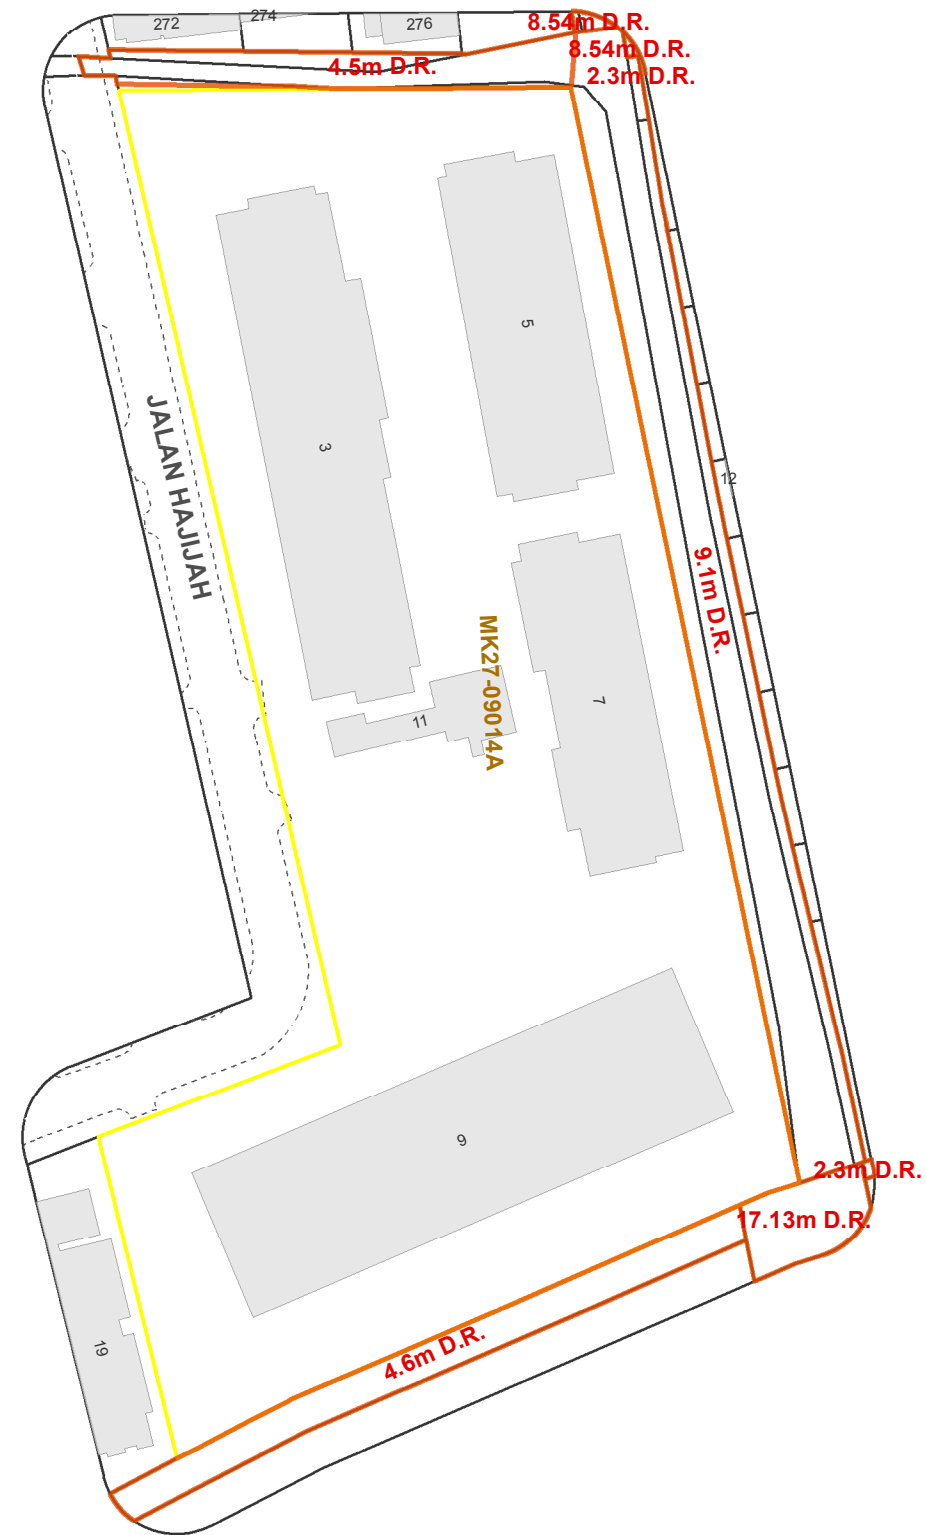 272
274
276
8.54m D.R.
8.54m D.R.
2.3m D.R.
4.5m D.R.
5
3
JALAN HAJIJAH
12
9.1m D.R.
MK27-09014A
7
11
9
2.3m D.R.
17.13m D.R.
4.6m D.R.
19